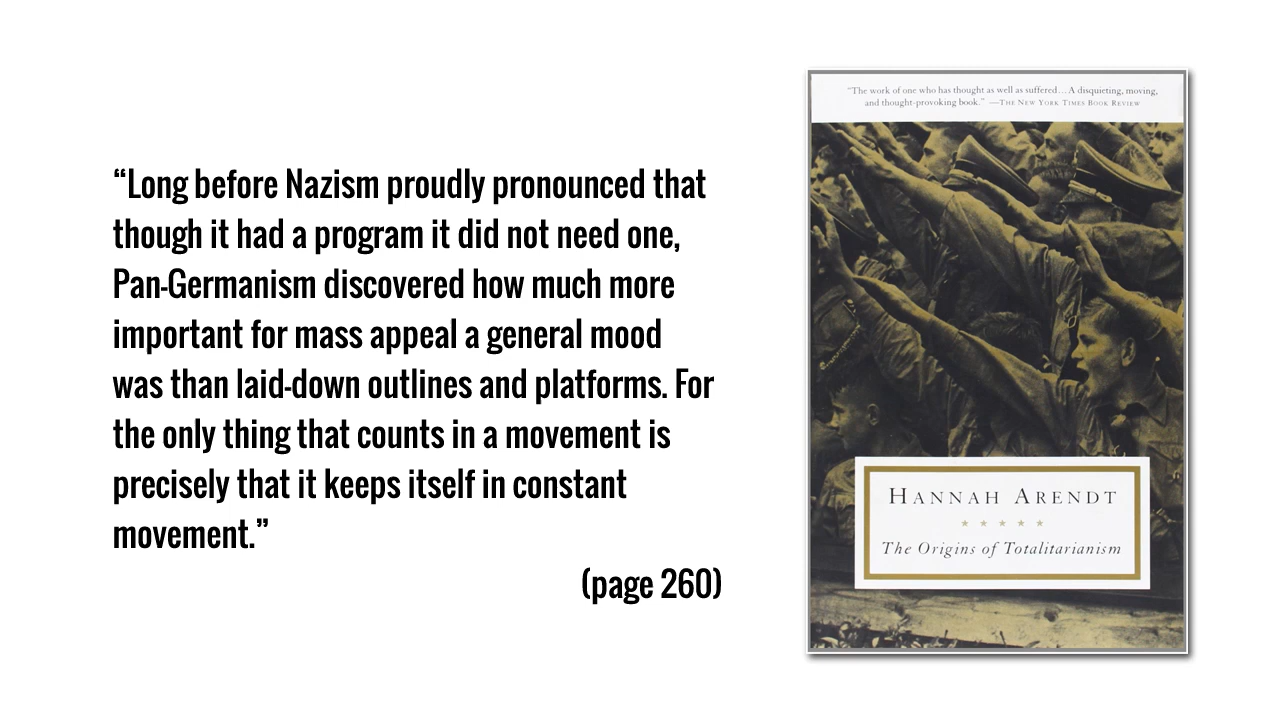 “Long before Nazism proudly pronounced that
though it had a program it did not need one,
Pan-Germanism discovered how much more
important for mass appeal a general mood
was than laid-down outlines and platforms. For
the only thing that counts in a movement is
precisely that it keeps itself in constant
movement.”
(page 260)
“The work of one who has thought as well as suffered…A disquieting, moving,
and thought-provoking book.” —The New York Times Book Review
Hannah Arendt
The Origins of Totalitarianism